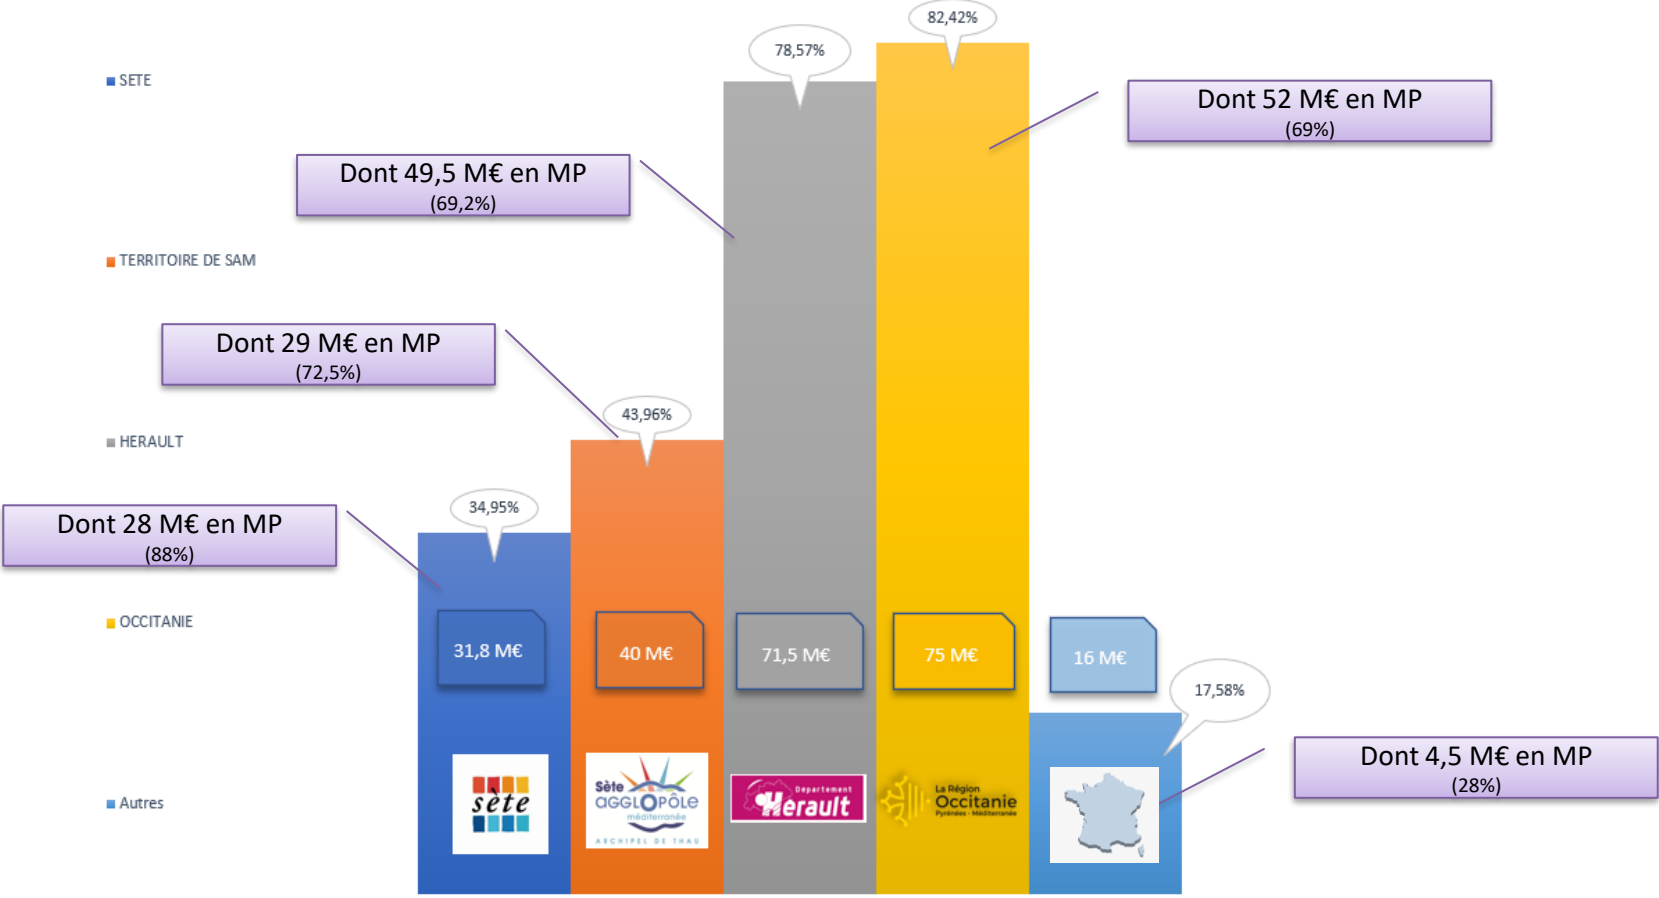 82,42%
78,57%
SETE
Dont 52 M€ en MP
(69%)
Dont 49,5 M€ en MP
(69,2%)
TERRITOIRE DE SAM
Dont 29 M€ en MP
(72,5%)
43,96%
HERAULT
34,95%
Dont 28 M€ en MP
(88%)
OCCITANIE
31,8 M€
40 M€
71,5 M€
75 M€
16 M€
17,58%
Dont 4,5 M€ en MP
(28%)
Autres
sète
Sète
agglopôle
méditerranée
ARCHIPEL DE THAU
Département
Hérault
La Région
Occitanie
Pyrénées - Méditerranée